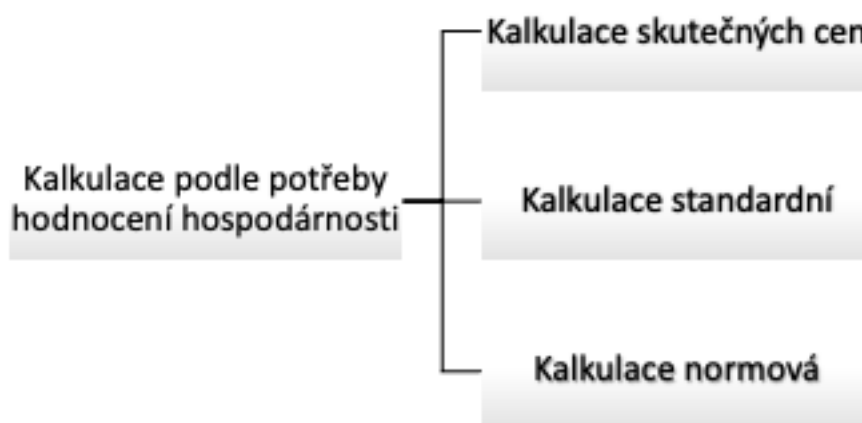 Kalkulace skutečných cen
Kalkulace podle potřeby
hodnocení hospodárnosti
Kalkulace standardní
Kalkulace normová